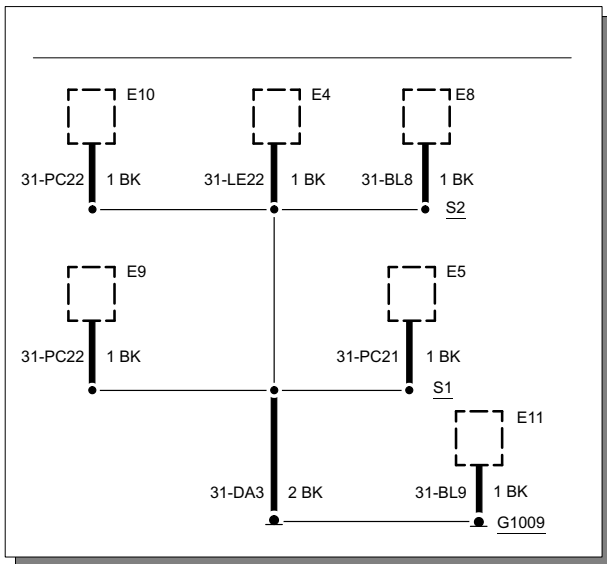 E10 E4 E8
31-PC22 1 BK 31-LE22 1 BK 31-BL8 1 BK
S2
E9 E5
31-PC22 1 BK 31-PC21 1 BK
S1
E11
31-DA3 2 BK 31-BL9 1 BK
G1009